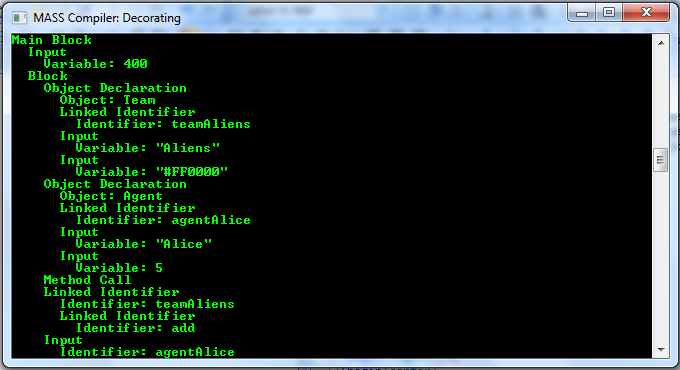 MASS Compiler: Decorating
Main Block
Input
Variable: 400
Block
Object Declaration
Object: Team
Linked Identifier
Identifier: teamAliens
Input
Variable: "Aliens"
Input
Variable: "#FF0000"
Object Declaration
Object: Agent
Linked Identifier
Identifier: agentAlice
Input
Variable: "Alice"
Input
Variable: 5
Method Call
Linked Identifier
Identifier: teamAliens
Linked Identifier
Identifier: add
Input
Identifier: agentAlice